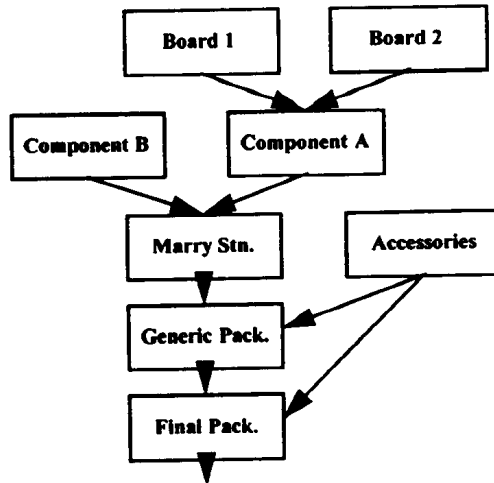 Board 1
Board 2
Component B
Component A
Marry Stn.
Accessories
Generic Pack.
Final Pack.